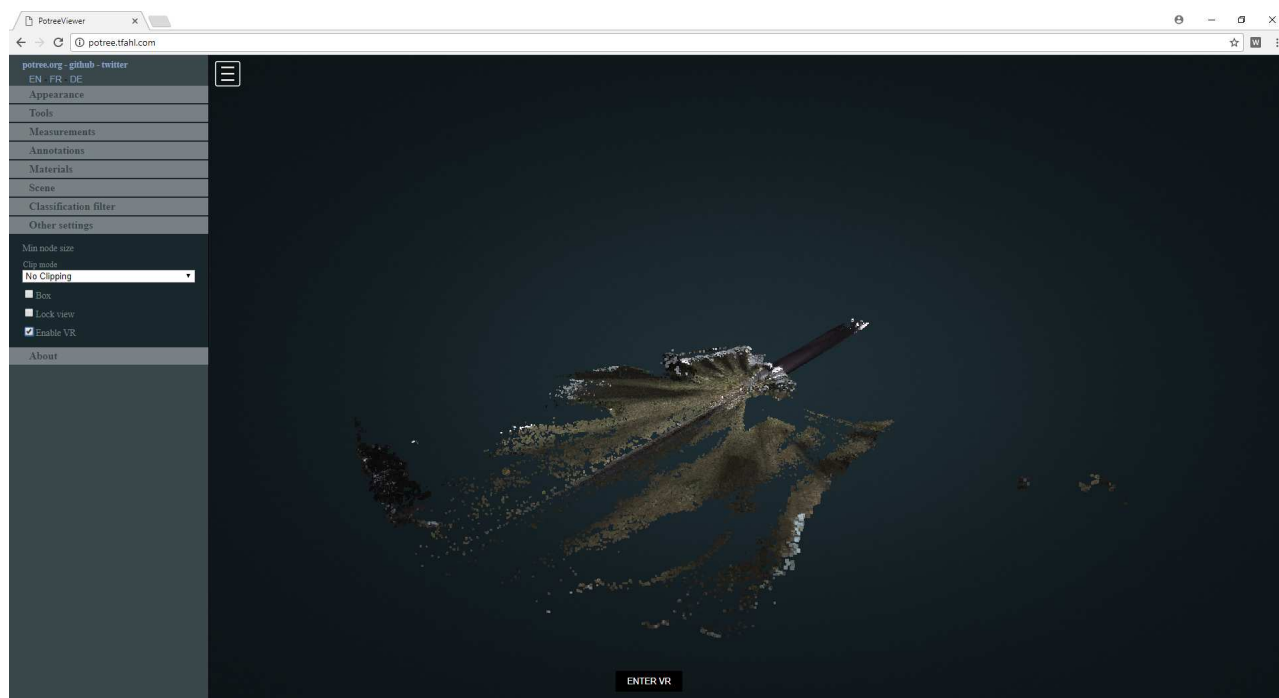 PotreeViewer
potree.tfahl.com
W
potree.org - github - twitter
EN - FR - DE
Appearance
Tools
Measurements
Annotations
Materials
Scene
Classification filter
Other settings
Min node size
Clip mode
No Clipping
Box
Lock view
Enable VR
About
ENTER VR